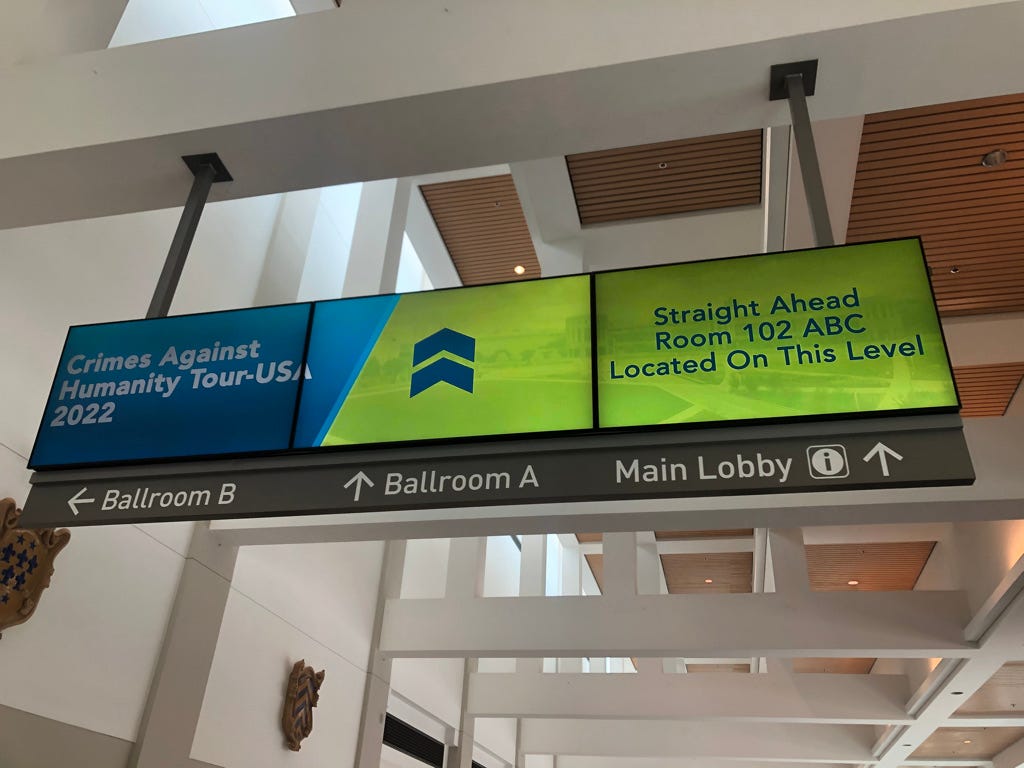 Crimes Against
Humanity Tour-USA
2022
Straight Ahead
Room 102 ABC
Located On This Level
Ballroom B
Ballroom A
Main Lobby i